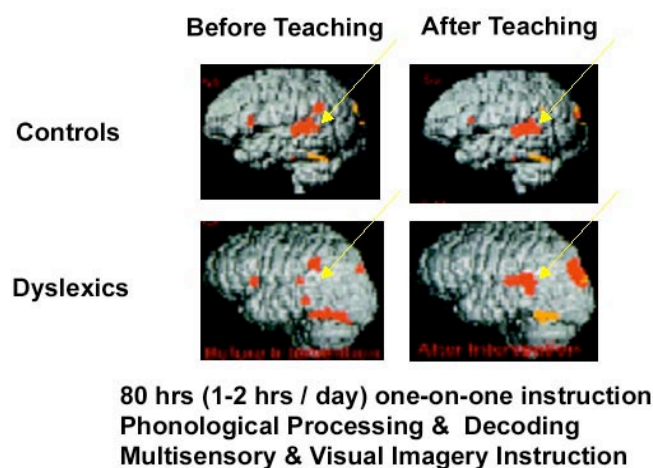 Before Teaching After Teaching
Controls
Dyslexics
After Intervention
80 hrs (1-2 hrs / day) one-on-one instruction
Phonological Processing & Decoding
Multisensory & Visual Imagery Instruction